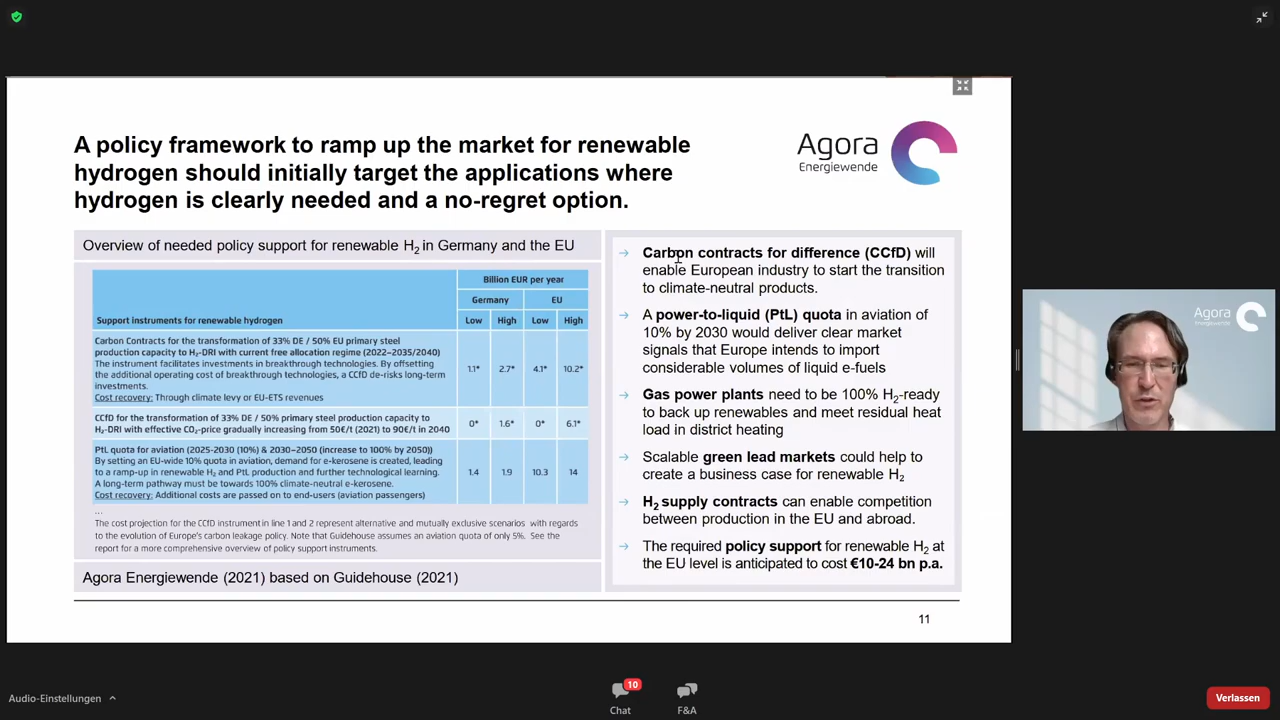 A policy framework to ramp up the market for renewable
hydrogen should initially target the applications where
hydrogen is clearly needed and a no-regret option.
Agora
Energiewende
Overview of needed policy support for renewable H2 in Germany and the EU
Billion EUR per year
Germany EU
Support instruments for renewable hydrogen Low High Low High
Carbon Contracts for the transformation of 33% DE / 50% EU primary steel
production capacity to H2-DRI with current free allocation regime (2022–2035/2040)
The instrument facilitates investments in breakthrough technologies. By offsetting
the additional operating cost of breakthrough technologies, a CCfD de-risks long-term
investments.
Cost recovery: Through climate levy or EU-ETS revenues
1.1* 2.7* 4.1* 10.2*
CCfD for the transformation of 33% DE / 50% primary steel production capacity to
H2-DRI with effective CO2-price gradually increasing from 50€/t (2021) to 90€/t in 2040
0* 1.6* 0* 6.1*
PtL quota for aviation (2025-2030 (10%) & 2030–2050 (increase to 100% by 2050))
By setting an EU-wide 10% quota in aviation, demand for e-kerosene is created, leading
to a ramp-up in renewable H2 and PtL production and further technological learning.
A long-term pathway must be towards 100% climate-neutral e-kerosene.
Cost recovery: Additional costs are passed on to end-users (aviation passengers)
1.4 1.9 10.3 14
...
The cost projection for the CCfD instrument in line 1 and 2 represent alternative and mutually exclusive scenarios with regards
to the evolution of Europe's carbon leakage policy. Note that Guidehouse assumes an aviation quota of only 5%. See the
report for a more comprehensive overview of policy support instruments.
Agora Energiewende (2021) based on Guidehouse (2021)
→ Carbon contracts for difference (CCfD) will
enable European industry to start the transition
to climate-neutral products.
→ A power-to-liquid (PtL) quota in aviation of
10% by 2030 would deliver clear market
signals that Europe intends to import
considerable volumes of liquid e-fuels
→ Gas power plants need to be 100% H2-ready
to back up renewables and meet residual heat
load in district heating
→ Scalable green lead markets could help to
create a business case for renewable H2
→ H2 supply contracts can enable competition
between production in the EU and abroad.
→ The required policy support for renewable H2 at
the EU level is anticipated to cost €10-24 bn p.a.
11
Agora
Energiewende
Audio-Einstellungen
10
Chat
F&A
Verlassen